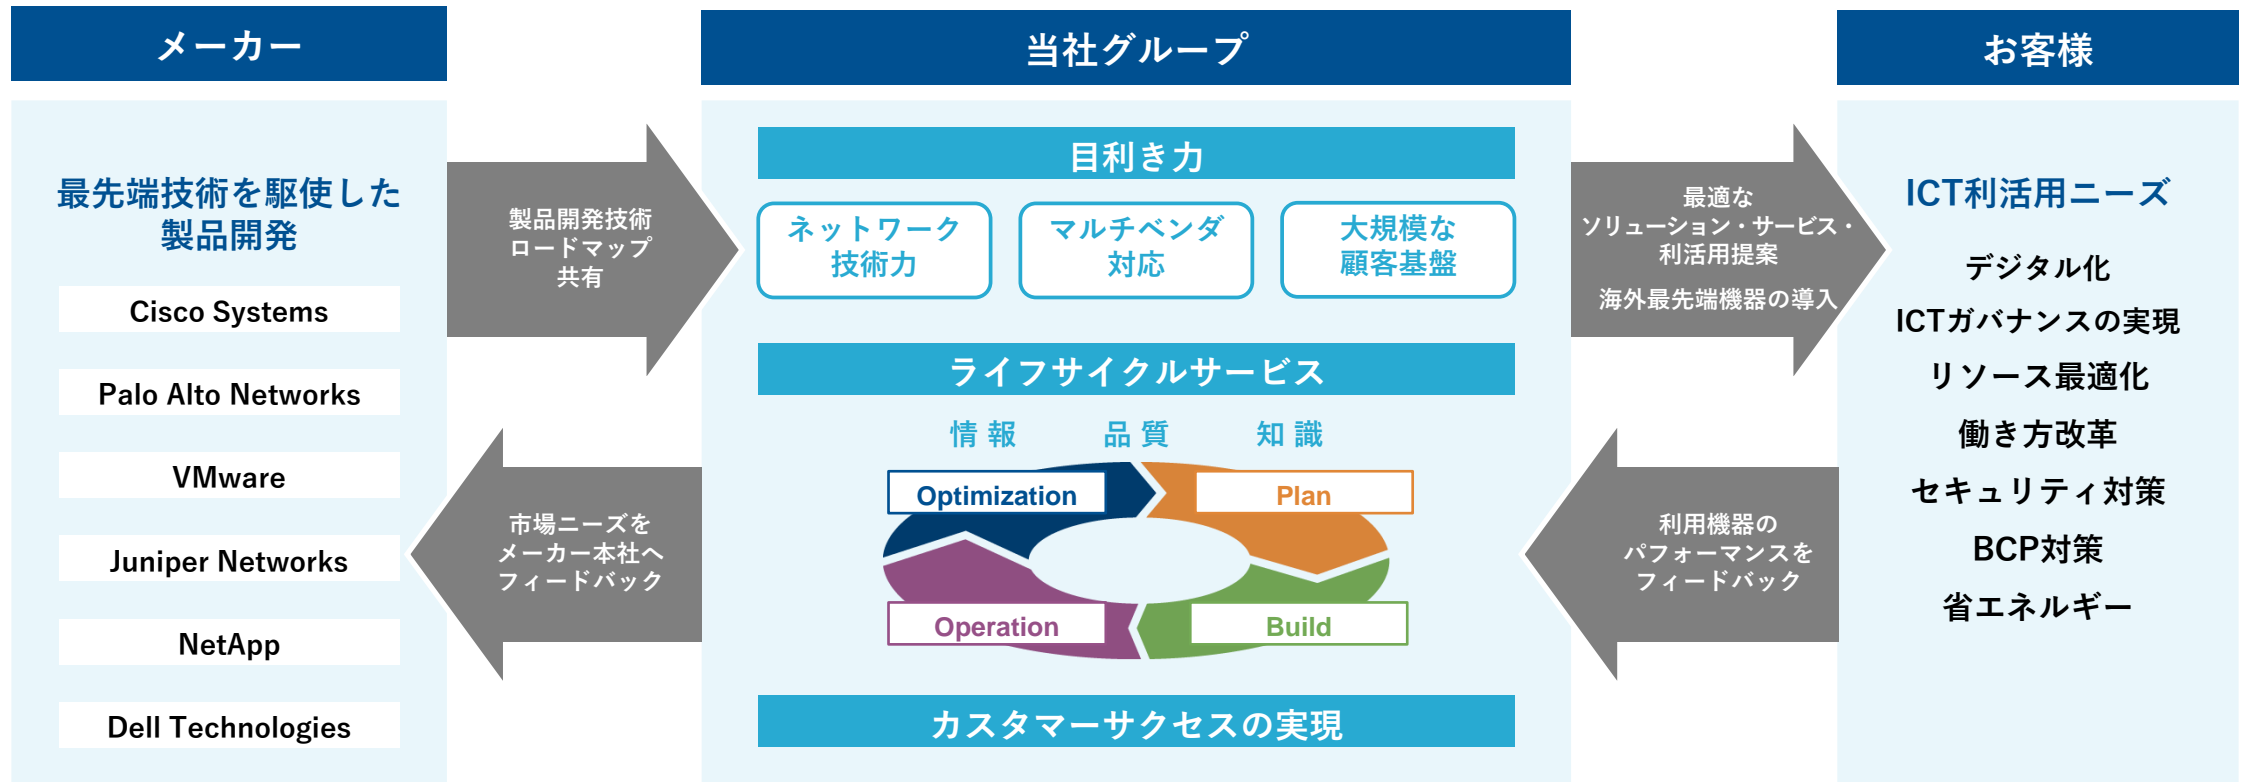 メーカー
最先端技術を駆使した
製品開発
Cisco Systems
Palo Alto Networks
VMware
Juniper Networks
NetApp
Dell Technologies
製品開発技術
ロードマップ
共有
市場ニーズを
メーカー本社へ
フィードバック
当社グループ
目利き力
ネットワーク
技術力
マルチベンダ
対応
大規模な
顧客基盤
ライフサイクルサービス
情報 品質 知識
Optimization
Plan
Operation
Build
カスタマーサクセスの実現
最適な
ソリューション・サービス・
利活用提案
海外最先端機器の導入
利用機器の
パフォーマンスを
フィードバック
お客様
ICT利活用ニーズ
デジタル化
ICTガバナンスの実現
リソース最適化
働き方改革
セキュリティ対策
BCP対策
省エネルギー